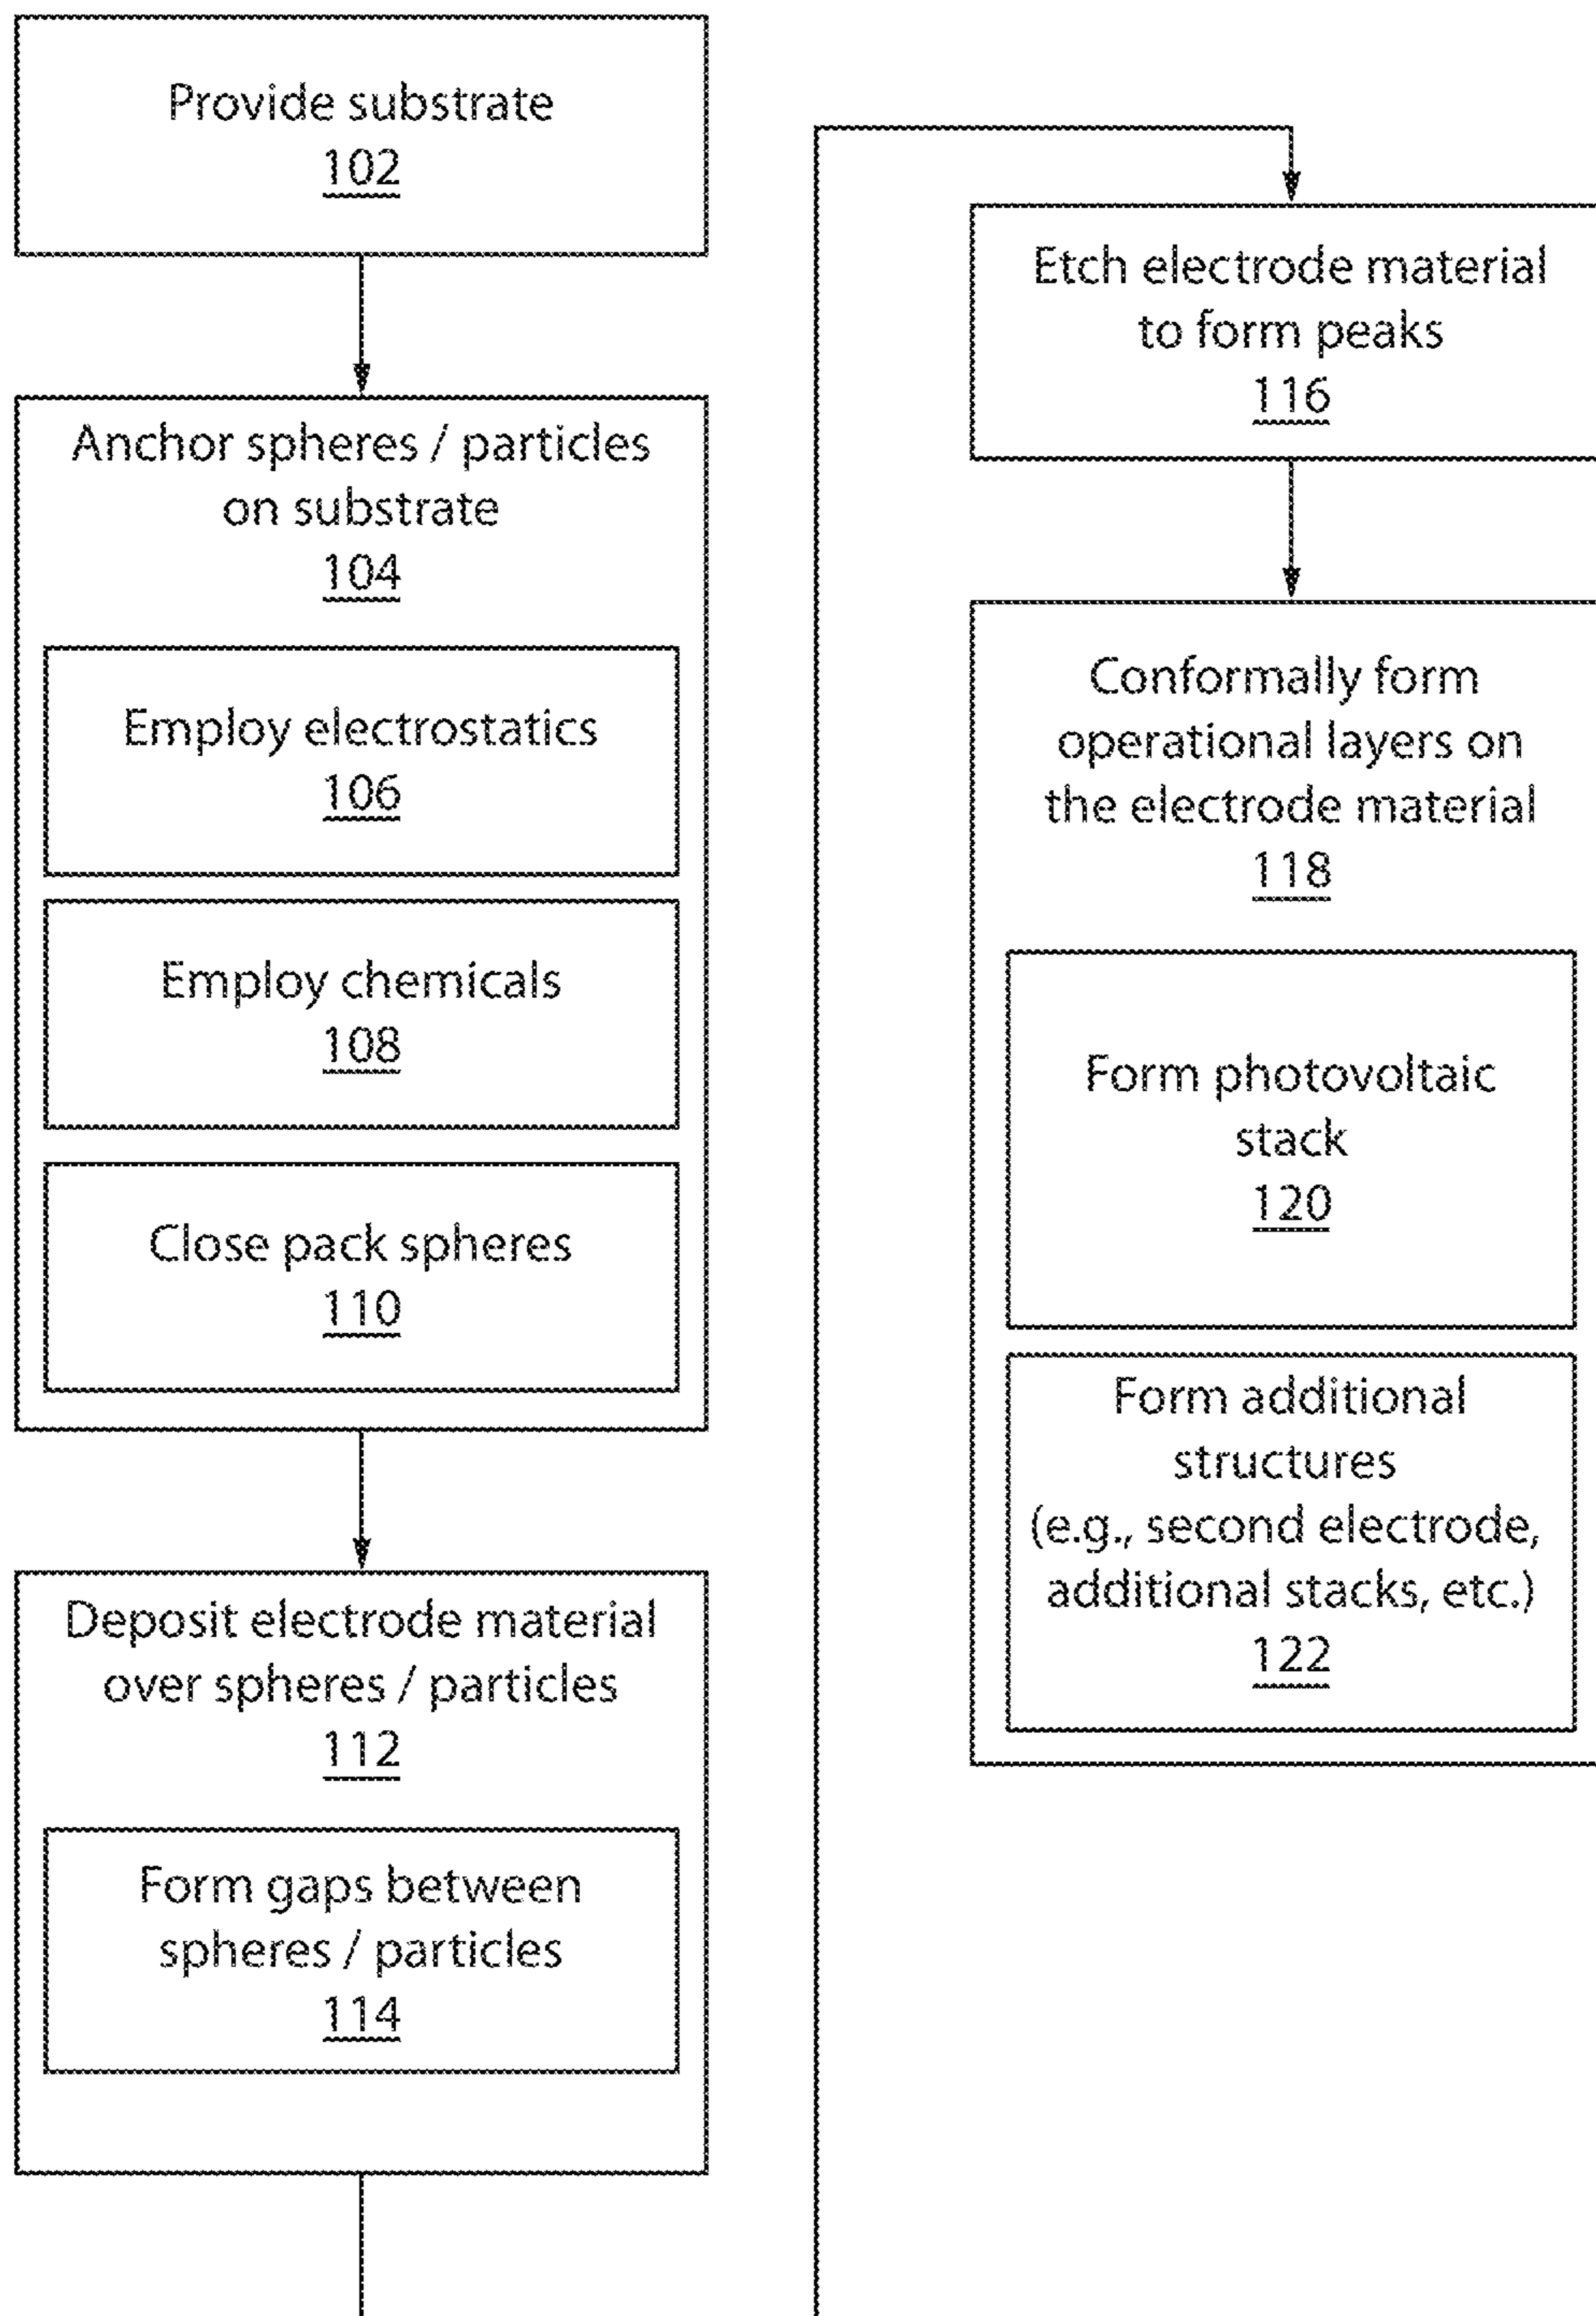 Provide substrate
102
Anchor spheres / particles
on substrate
104
Employ electrostatics
106
Employ chemicals
108
Close pack spheres
110
Deposit electrode material
over spheres / particles
112
Form gaps between
spheres / particles
114
Etch electrode material
to form peaks
116
Conformally form
operational layers on
the electrode material
118
Form photovoltaic
stack
120
Form additional
structures
(e.g., second electrode,
additional stacks, etc.)
122